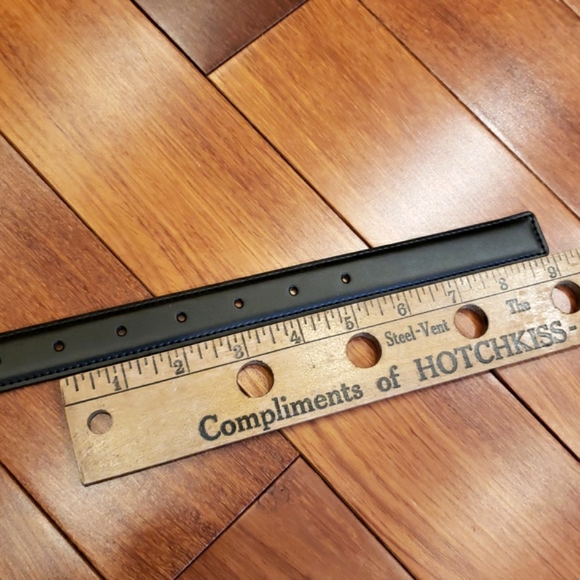 1 2 3 4 5 6 7 8 9
Steel-Vent The
Compliments of HOTCHKISS-